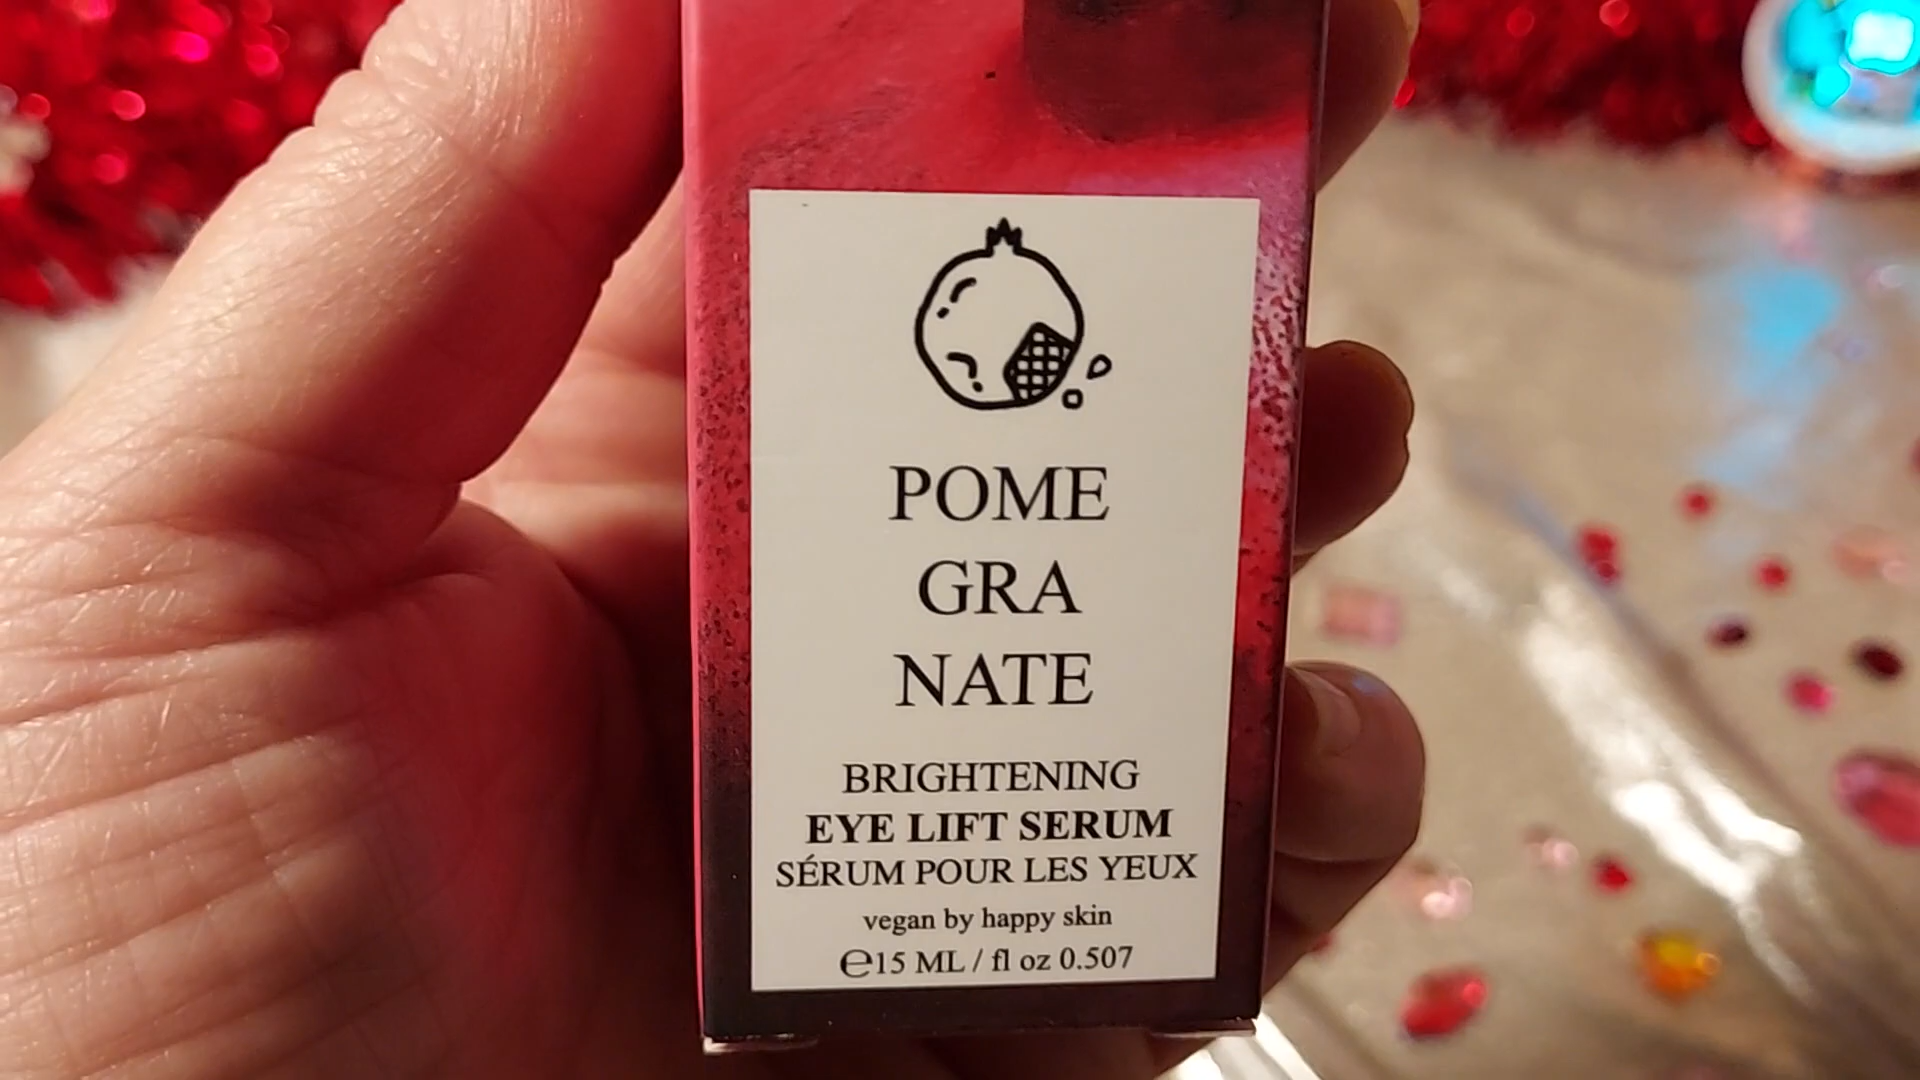 POME
GRA
NATE
BRIGHTENING
EYE LIFT SERUM
SÉRUM POUR LES YEUX
vegan by happy skin
℮15 ML / fl oz 0.507